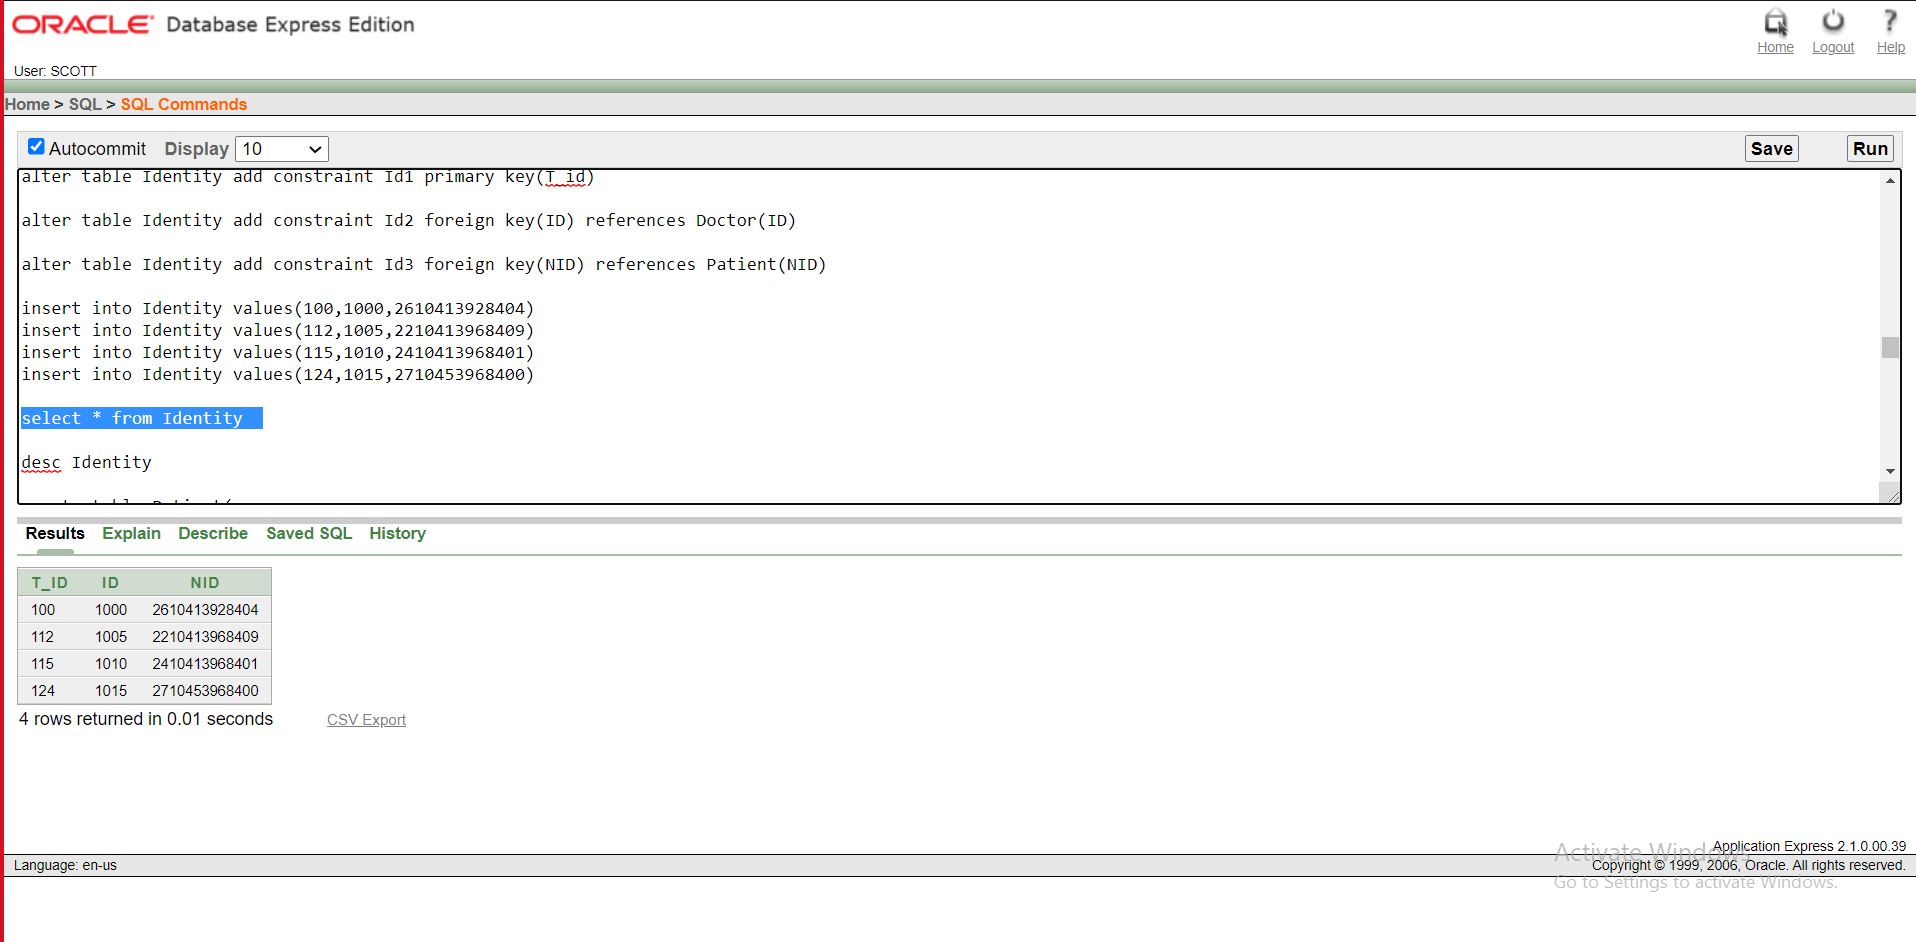 ORACLE Database Express Edition
Home Logout Help
User: SCOTT
Home > SQL > SQL Commands
Autocommit Display 10 Save Run
alter table Identity add constraint Id1 primary key(T_id)
alter table Identity add constraint Id2 foreign key(ID) references Doctor(ID)
alter table Identity add constraint Id3 foreign key(NID) references Patient(NID)
insert into Identity values(100,1000,2610413928404)
insert into Identity values(112,1005,2210413968409)
insert into Identity values(115,1010,2410413968401)
insert into Identity values(124,1015,2710453968400)
select * from Identity
desc Identity
Results Explain Describe Saved SQL History
T_ID ID NID
100 1000 2610413928404
112 1005 2210413968409
115 1010 2410413968401
124 1015 2710453968400
4 rows returned in 0.01 seconds CSV Export
Application Express 2.1.0.00.39
Activate Windows
Language: en-us Copyright © 1999, 2006, Oracle. All rights reserved.
Go to Settings to activate Windows.